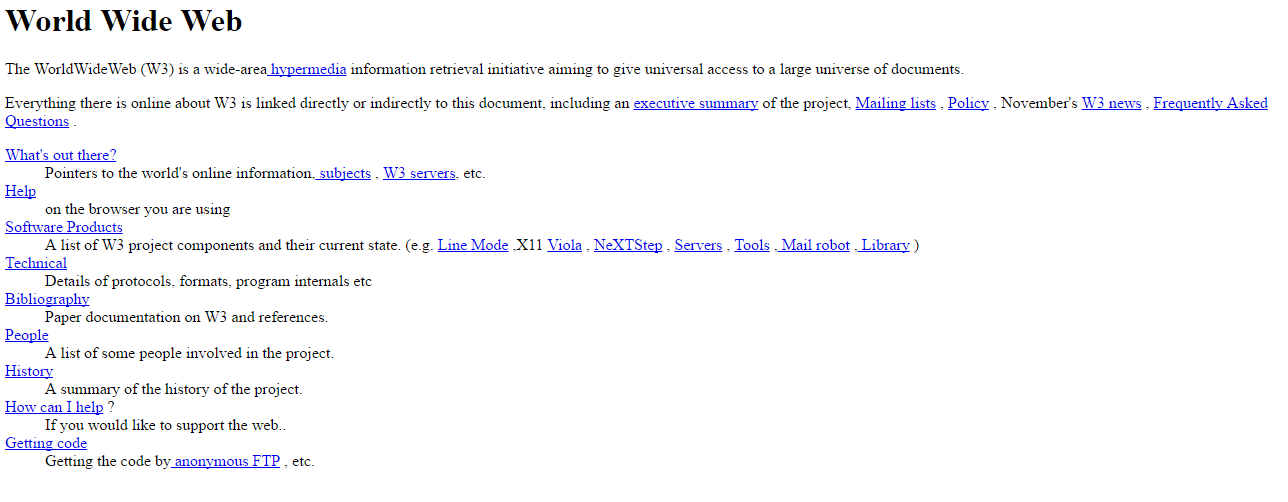 World Wide Web
The WorldWideWeb (W3) is a wide-area hypermedia information retrieval initiative aiming to give universal access to a large universe of documents.
Everything there is online about W3 is linked directly or indirectly to this document, including an executive summary of the project, Mailing lists , Policy , November's W3 news , Frequently Asked
Questions .
What's out there?
Pointers to the world's online information, subjects , W3 servers, etc.
Help
on the browser you are using
Software Products
A list of W3 project components and their current state. (e.g. Line Mode ,X11 Viola , NeXTStep , Servers , Tools , Mail robot , Library )
Technical
Details of protocols, formats, program internals etc
Bibliography
Paper documentation on W3 and references.
People
A list of some people involved in the project.
History
A summary of the history of the project.
How can I help ?
If you would like to support the web..
Getting code
Getting the code by anonymous FTP , etc.